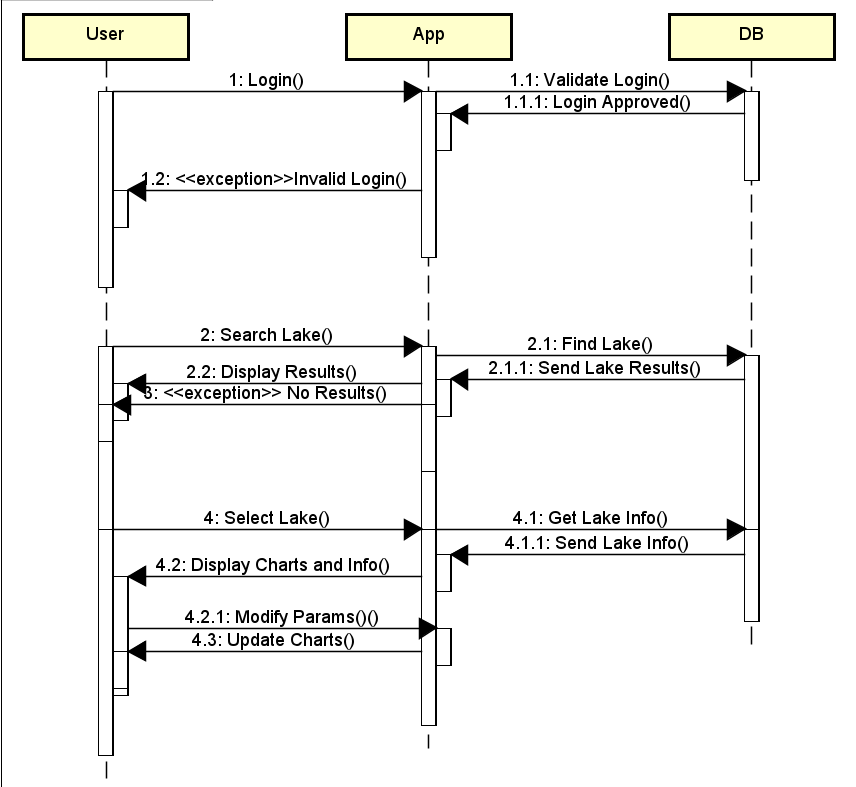 User
App
DB
1: Login()
1.1: Validate Login()
1.1.1: Login Approved()
1.2: <<exception>>Invalid Login()
2: Search Lake()
2.1: Find Lake()
2.2: Display Results()
2.1.1: Send Lake Results()
3: <<exception>> No Results()
4: Select Lake()
4.1: Get Lake Info()
4.1.1: Send Lake Info()
4.2: Display Charts and Info()
4.2.1: Modify Params()()
4.3: Update Charts()